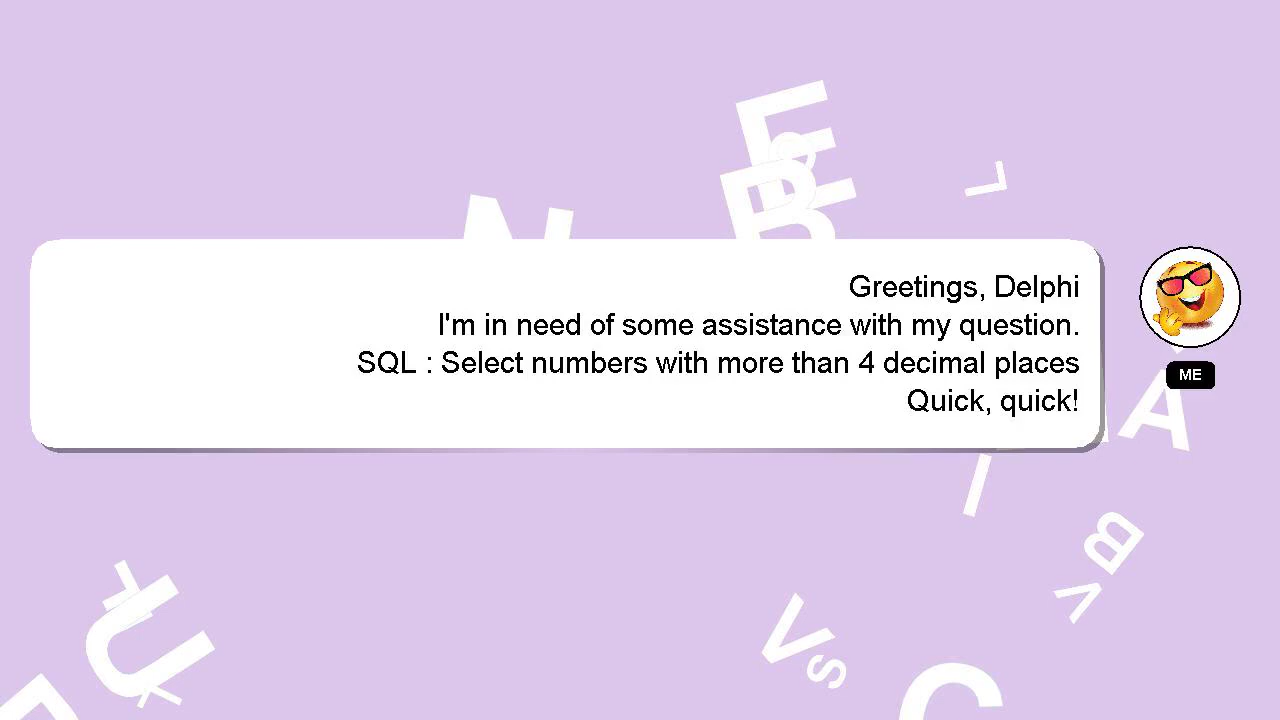 Greetings, Delphi
I'm in need of some assistance with my question.
SQL : Select numbers with more than 4 decimal places
Quick, quick!
ME
E
B
L
N
A
I
B
V
U
V
S
C